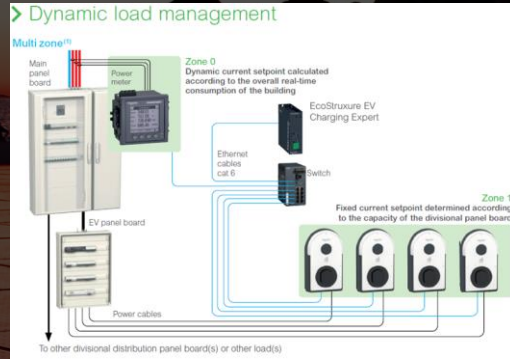 Dynamic load management
Multi zone(1)
Main
panel
board
Power
meter
Zone 0
Dynamic current setpoint calculated
according to the overall real-time
consumption of the building
EcoStruxure EV
Charging Expert
Ethernet
cables
cat 6
Switch
Zone 1
Fixed current setpoint determined according
to the capacity of the divisional panel board
EV panel board
Power cables
To other divisional distribution panel board(s) or other load(s)